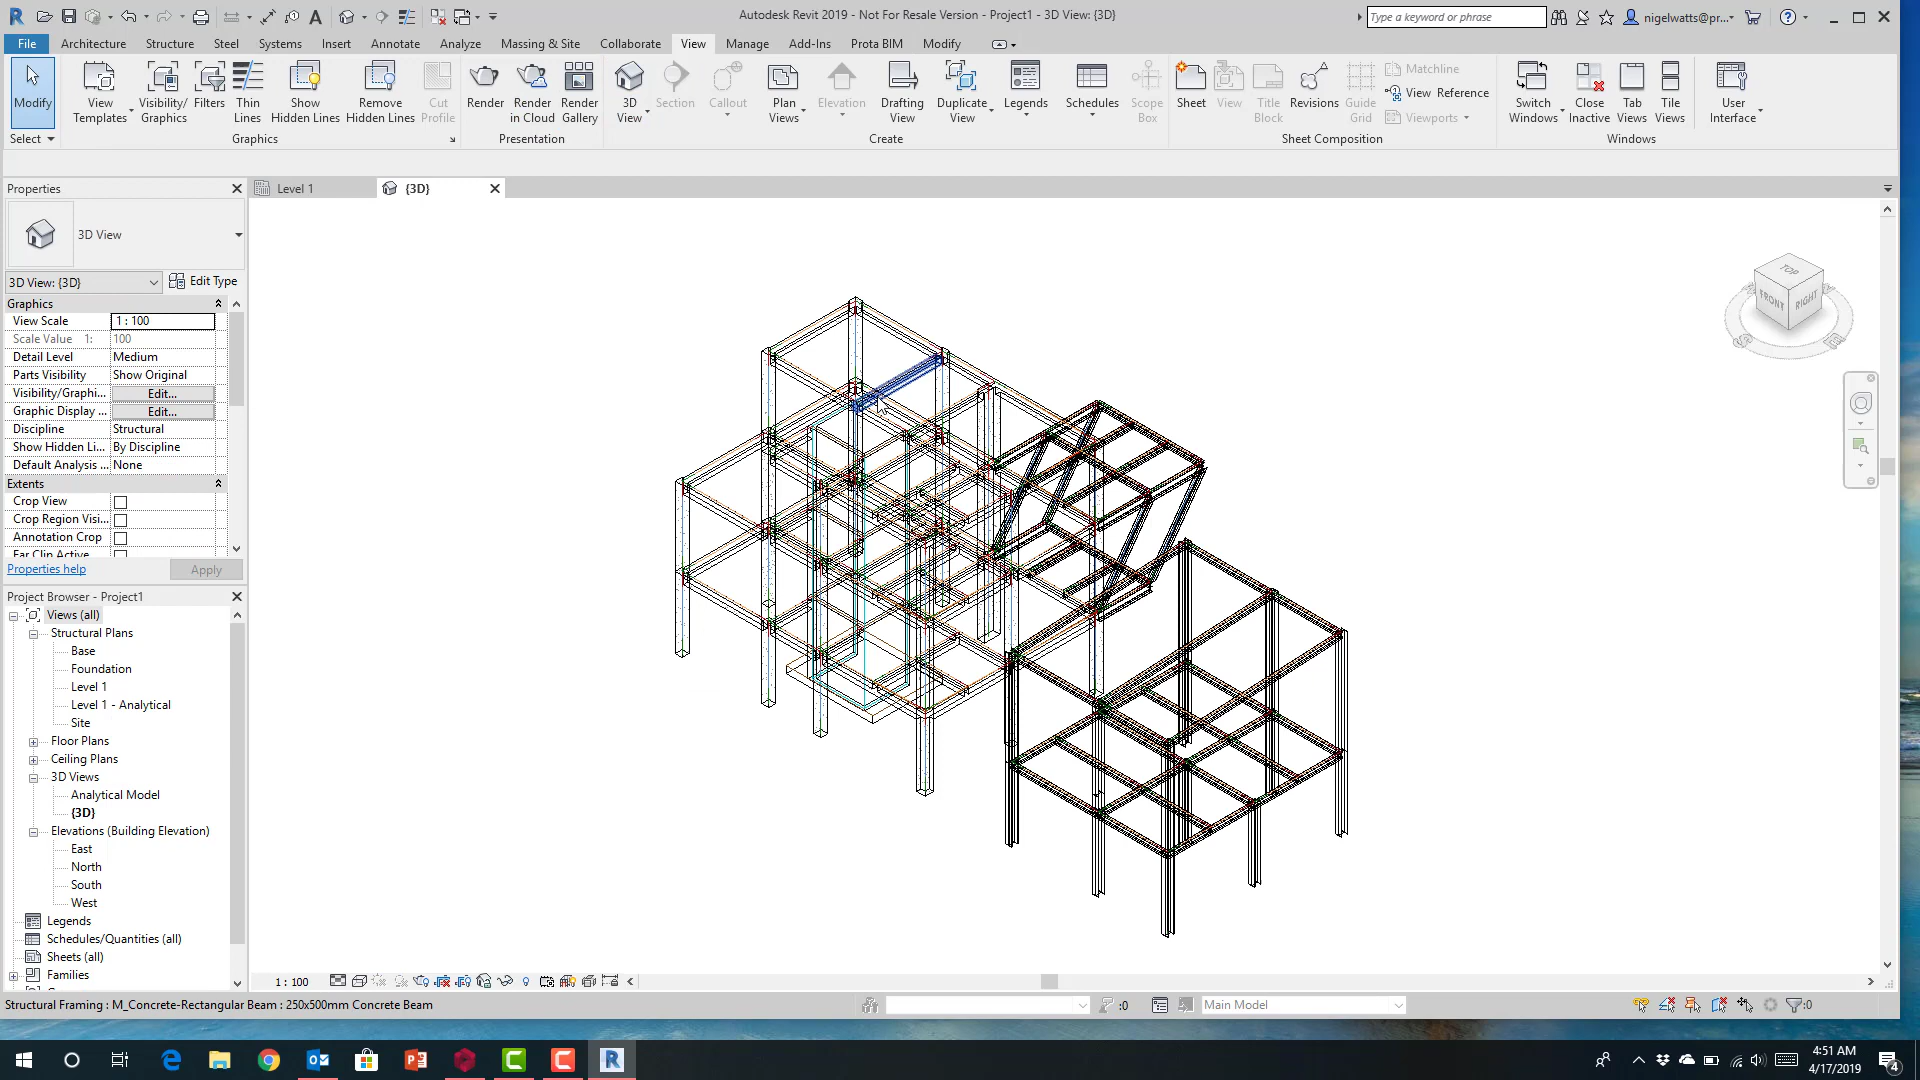 Autodesk Revit 2019 - Not For Resale Version - Project1 - 3D View: {3D}
Type a keyword or phrase
nigelwatts@pr...
File Architecture Structure Steel Systems Insert Annotate Analyze Massing & Site Collaborate View Manage Add-Ins Prota BIM Modify
Modify
View Templates
Visibility/ Graphics
Filters
Thin Lines
Show Hidden Lines
Remove Hidden Lines
Cut Profile
Render
Render in Cloud
Render Gallery
3D View
Section
Callout
Plan Views
Elevation
Drafting View
Duplicate View
Legends
Schedules
Scope Box
Sheet
View
Title Block
Revisions
Guide Grid
Matchline
View Reference
Viewports
Switch Windows
Close Inactive
Tab Views
Tile Views
User Interface
Select Graphics Presentation Create Sheet Composition Windows
Properties
Level 1
{3D}
3D View
3D View: {3D}
Edit Type
Graphics
View Scale 1 : 100
Scale Value 1: 100
Detail Level Medium
Parts Visibility Show Original
Visibility/Graphi... Edit...
Graphic Display ... Edit...
Discipline Structural
Show Hidden Li... By Discipline
Default Analysis ... None
Extents
Crop View
Crop Region Visi...
Annotation Crop
Far Clip Active
Properties help
Apply
TOP
FRONT
RIGHT
S
E
Project Browser - Project1
Views (all)
Structural Plans
Base
Foundation
Level 1
Level 1 - Analytical
Site
Floor Plans
Ceiling Plans
3D Views
Analytical Model
{3D}
Elevations (Building Elevation)
East
North
South
West
Legends
Schedules/Quantities (all)
Sheets (all)
Families
1 : 100
Structural Framing : M_Concrete-Rectangular Beam : 250x500mm Concrete Beam
:0
Main Model
:0
4:51 AM
4/17/2019
4